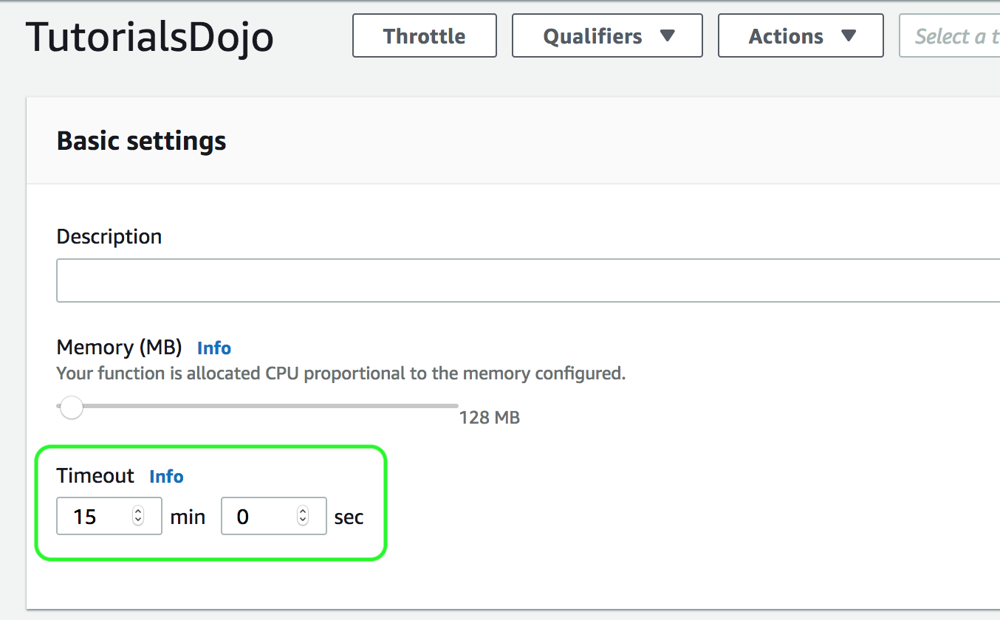 TutorialsDojo Throttle Qualifiers Actions Select a t
Basic settings
Description
Memory (MB) Info
Your function is allocated CPU proportional to the memory configured.
128 MB
Timeout Info
15 min 0 sec